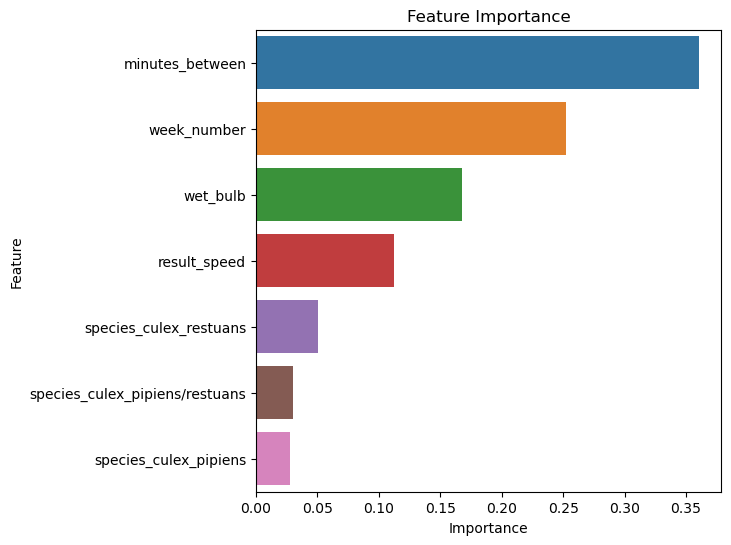 Feature Importance
minutes_between
week_number
wet_bulb
result_speed
species_culex_restuans
species_culex_pipiens/restuans
species_culex_pipiens
Feature
0.00 0.05 0.10 0.15 0.20 0.25 0.30 0.35
Importance